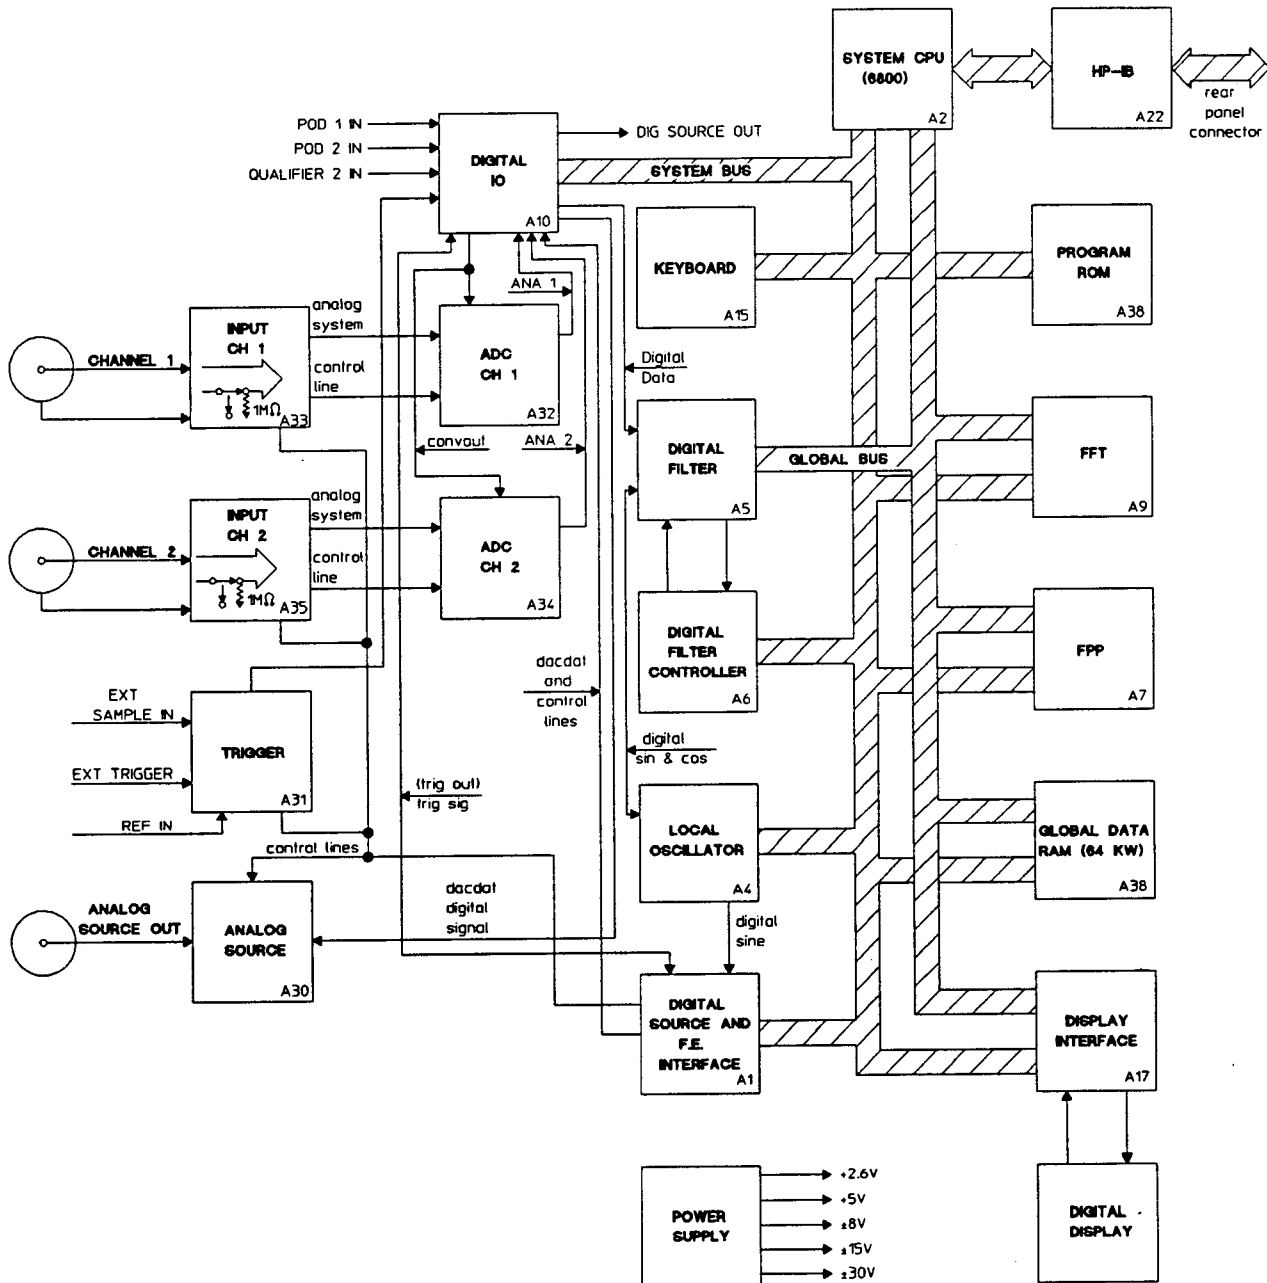 SYSTEM CPU
(6800)
A2
HP-IB
A22
rear
panel
connector
POD 1 IN
POD 2 IN
QUALIFIER 2 IN
DIGITAL
IO
A10
DIG SOURCE OUT
SYSTEM BUS
KEYBOARD
A15
PROGRAM
ROM
A38
ANA 1
CHANNEL 1
INPUT
CH 1
1MΩ
A33
analog
system
control
line
ADC
CH 1
A32
Digital
Data
convout
ANA 2
DIGITAL
FILTER
A5
GLOBAL BUS
FFT
A9
CHANNEL 2
INPUT
CH 2
1MΩ
A35
analog
system
control
line
ADC
CH 2
A34
DIGITAL
FILTER
CONTROLLER
A6
FPP
A7
dacdat
and
control
lines
EXT
SAMPLE IN
EXT TRIGGER
REF IN
TRIGGER
A31
(trig out)
trig sig
digital
sin & cos
LOCAL
OSCILLATOR
A4
GLOBAL DATA
RAM (64 KW)
A38
control lines
ANALOG
SOURCE OUT
ANALOG
SOURCE
A30
dacdat
digital
signal
digital
sine
DIGITAL
SOURCE AND
F.E.
INTERFACE
A1
DISPLAY
INTERFACE
A17
POWER
SUPPLY
+2.6V
+5V
±8V
±15V
±30V
DIGITAL
DISPLAY